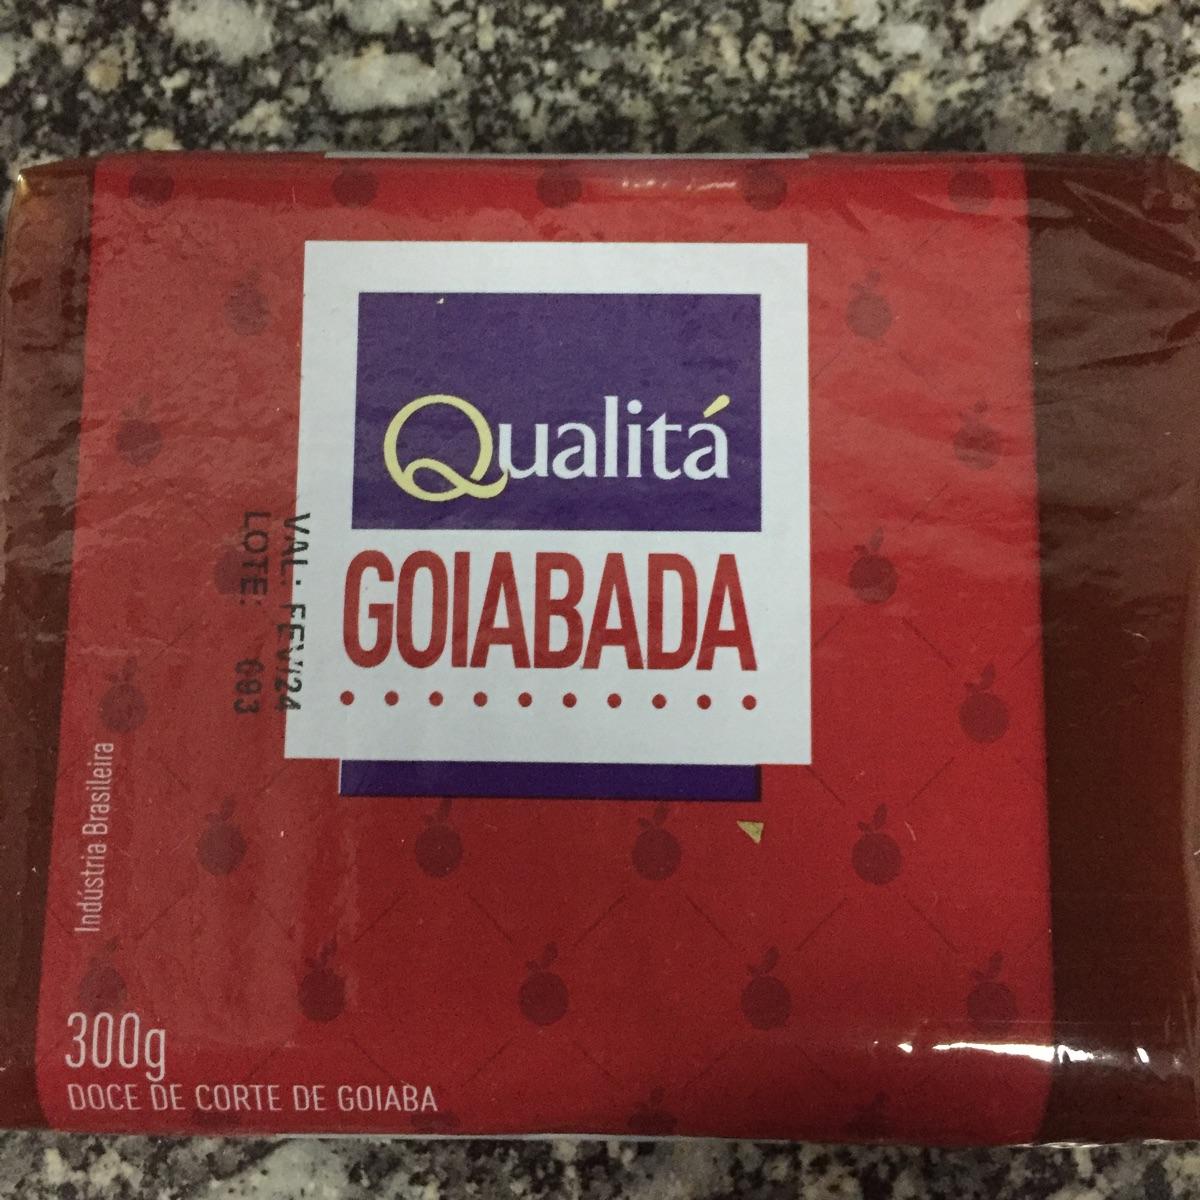 Qualitá
GOIABADA
VAL: FEV/24
LOTE: 093
Indústria Brasileira
300g
DOCE DE CORTE DE GOIABA